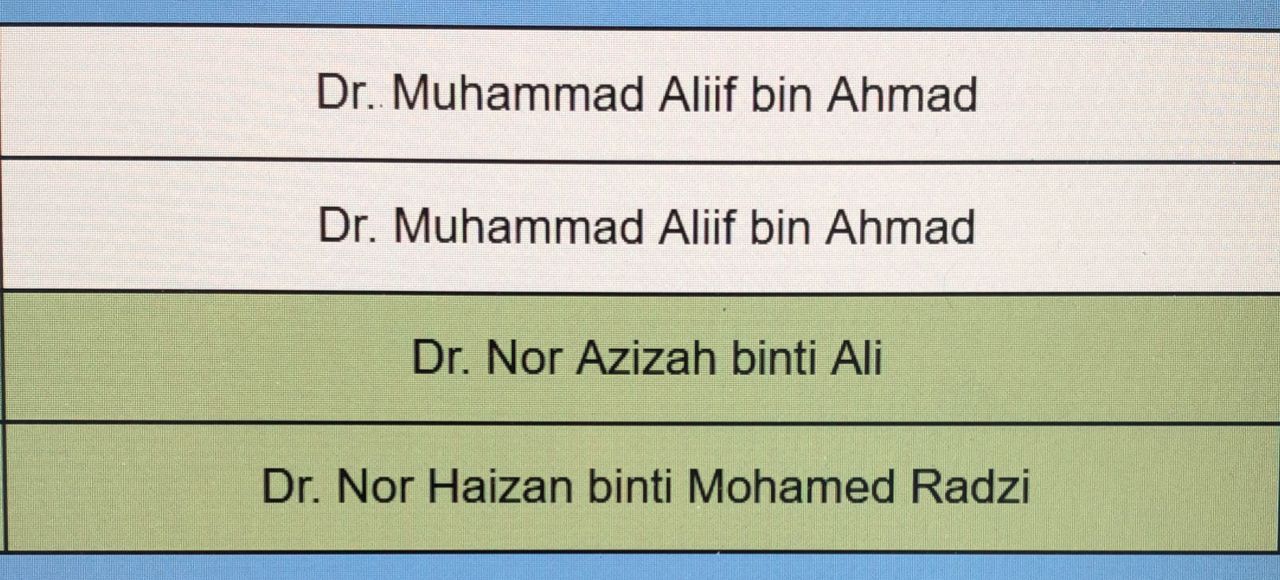 Dr. Muhammad Aliif bin Ahmad
Dr. Muhammad Aliif bin Ahmad
Dr. Nor Azizah binti Ali
Dr. Nor Haizan binti Mohamed Radzi